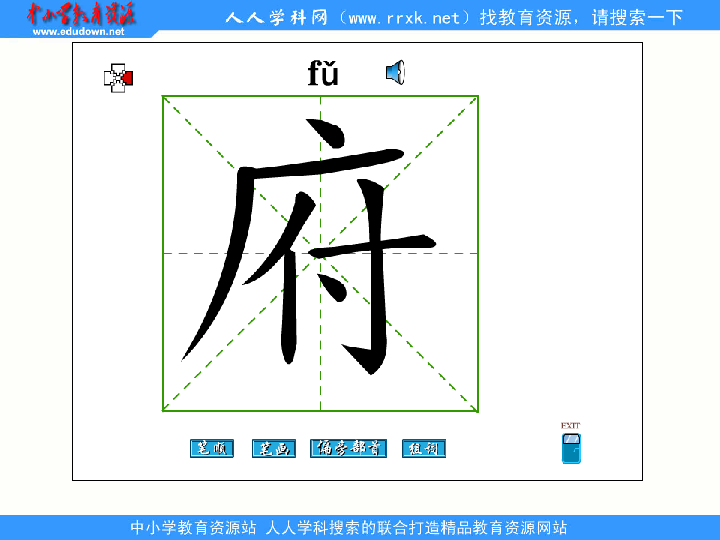 中小学教育资源
www.edudown.net
人人学科网（www.rrxk.net）找教育资源，请搜索一下
fǔ
府
笔顺 笔画 偏旁部首 组词
EXIT
中小学教育资源站 人人学科搜索的联合打造精品教育资源网站